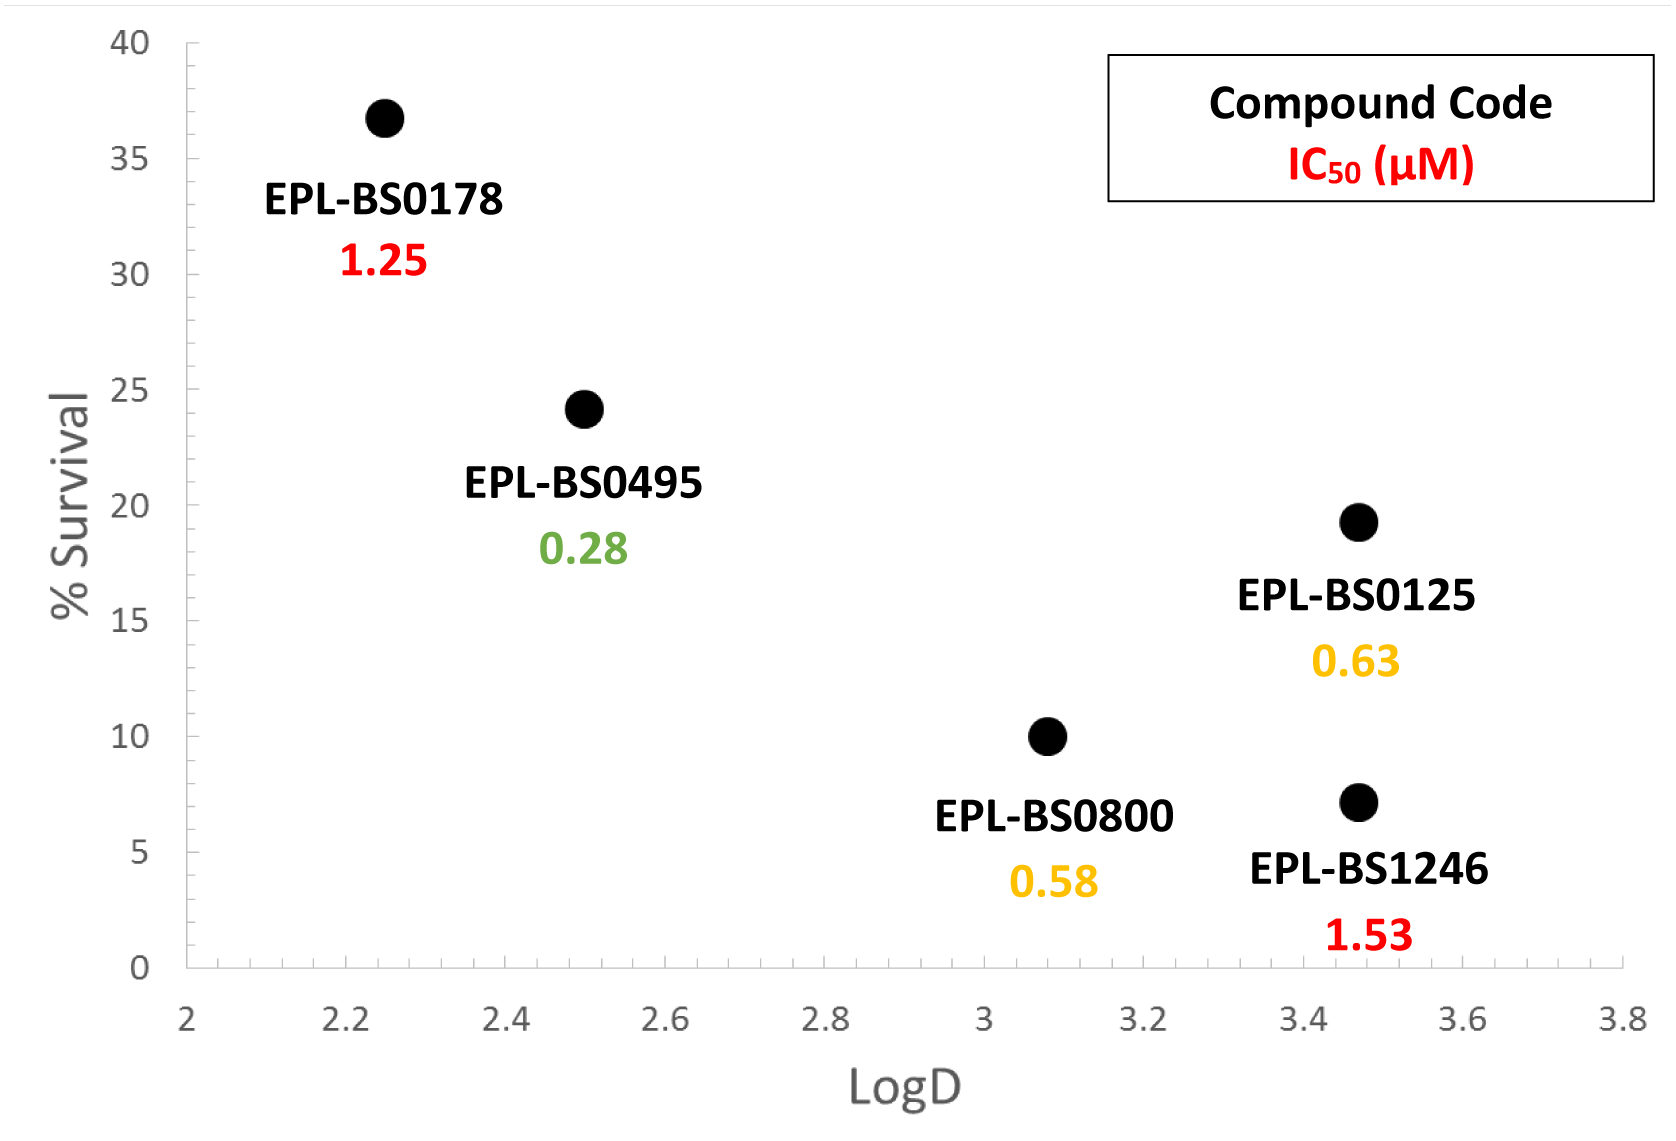 40
35
30
25
20
15
10
5
0
% Survival
Compound Code
IC₅₀ (µM)
EPL-BS0178
1.25
EPL-BS0495
0.28
EPL-BS0125
0.63
EPL-BS0800
0.58
EPL-BS1246
1.53
2 2.2 2.4 2.6 2.8 3 3.2 3.4 3.6 3.8
LogD